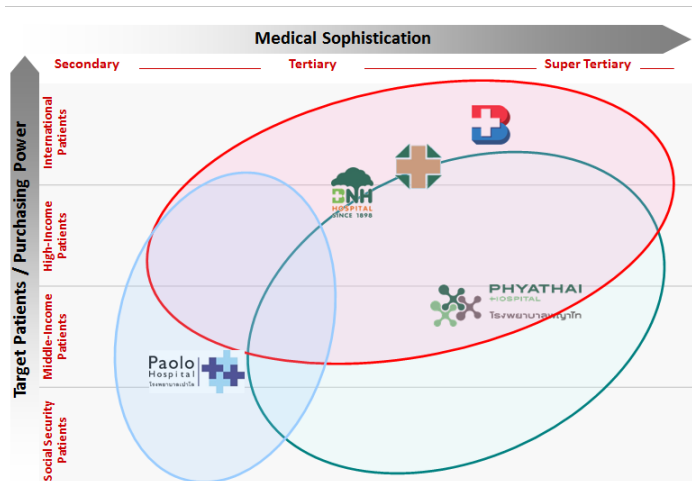 Medical Sophistication
Secondary
Tertiary
Super Tertiary
Target Patients / Purchasing Power
International
Patients
High-Income
Patients
Middle-Income
Patients
Social Security
Patients
BNH
HOSPITAL
SINCE 1898
PHYATHAI
HOSPITAL
โรงพยาบาลพญาไท
Paolo
Hospital
โรงพยาบาลเปาโล